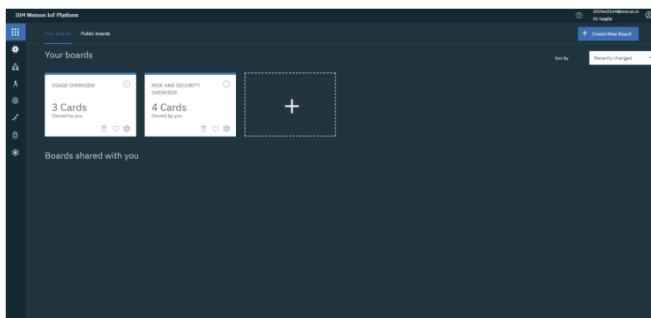 IBM Watson IoT Platform
Your boards
Public boards
+ Create New Board
Your boards
Sort By
Recently changed
USAGE OVERVIEW
3 Cards
Owned by you
RISK AND SECURITY
OVERVIEW
4 Cards
Owned by you
Boards shared with you